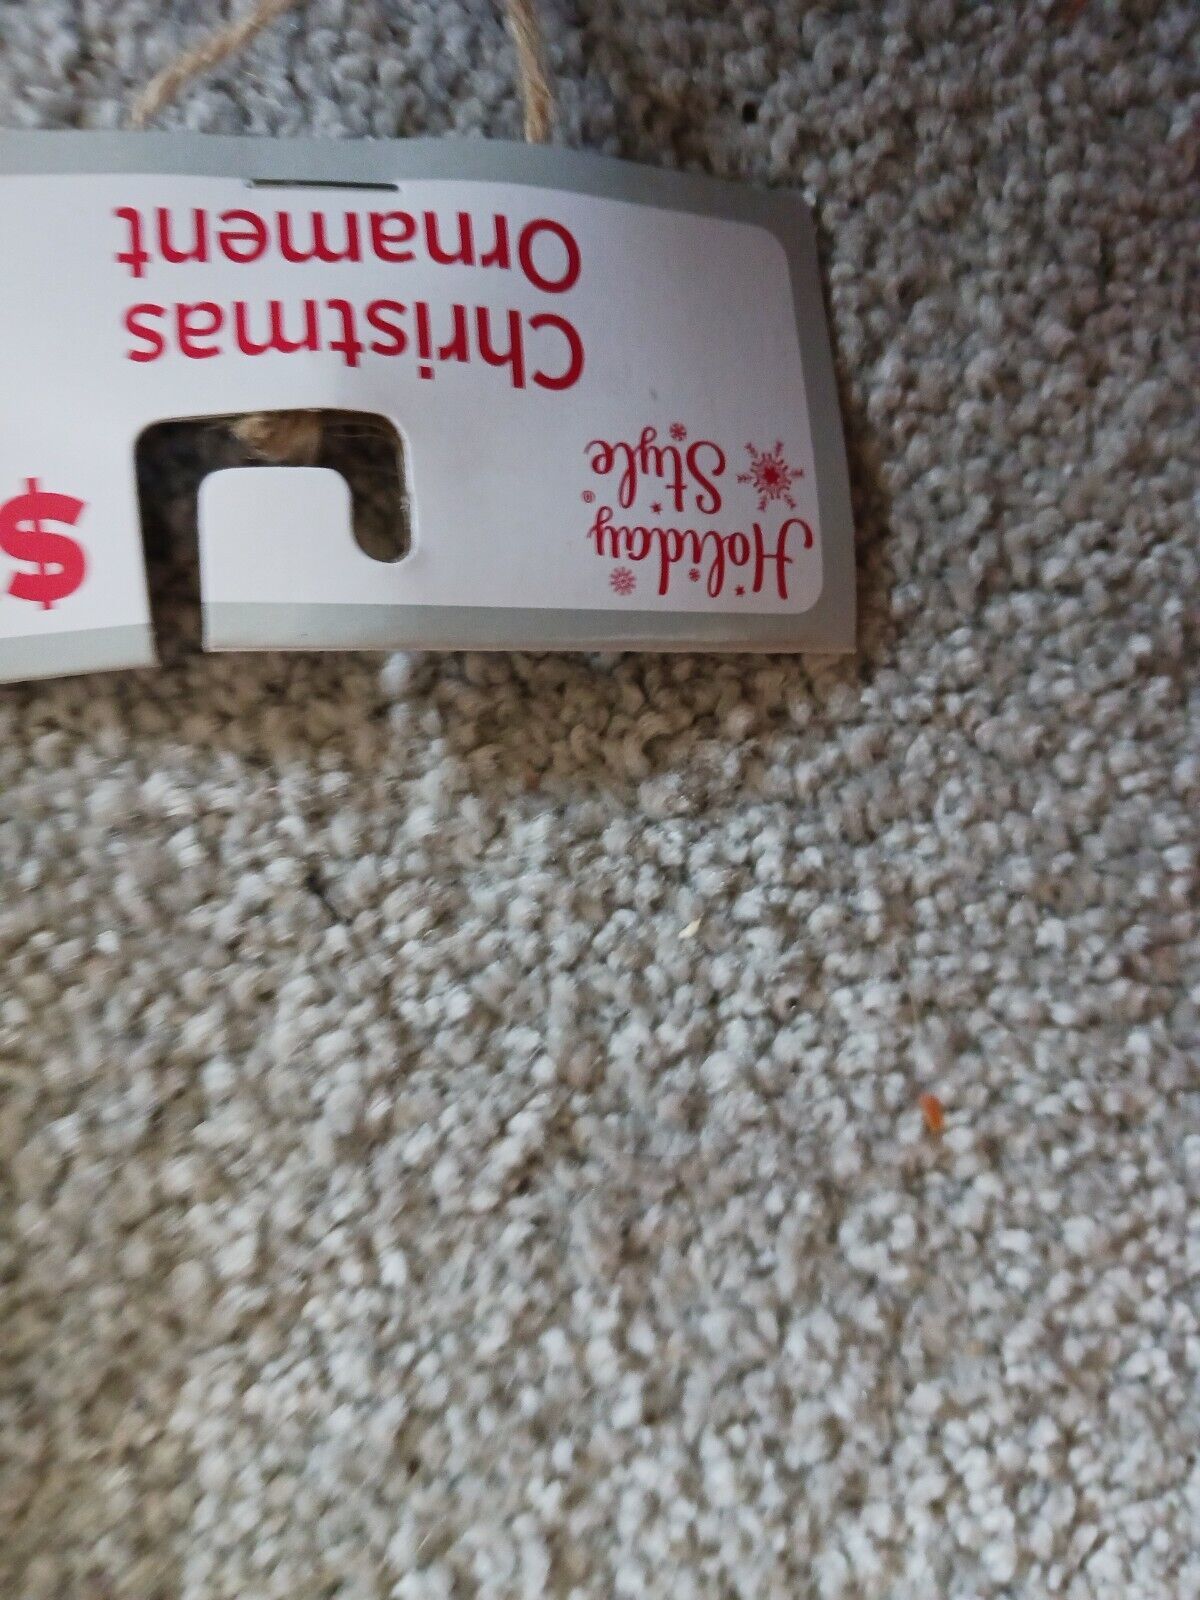 Holiday
Style®
$
Christmas
Ornament